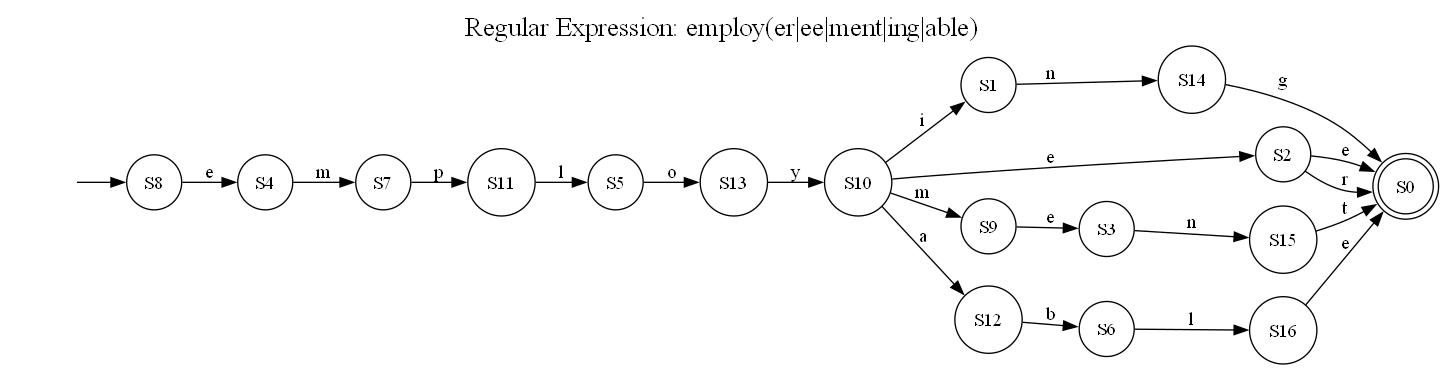 Regular Expression: employ(er|ee|ment|ing|able)
S8 e S4 m S7 p S11 l S5 o S13 y S10
i S1 n S14 g
e S2 e r S0
m S9 e S3 n S15 t
a S12 b S6 l S16 e